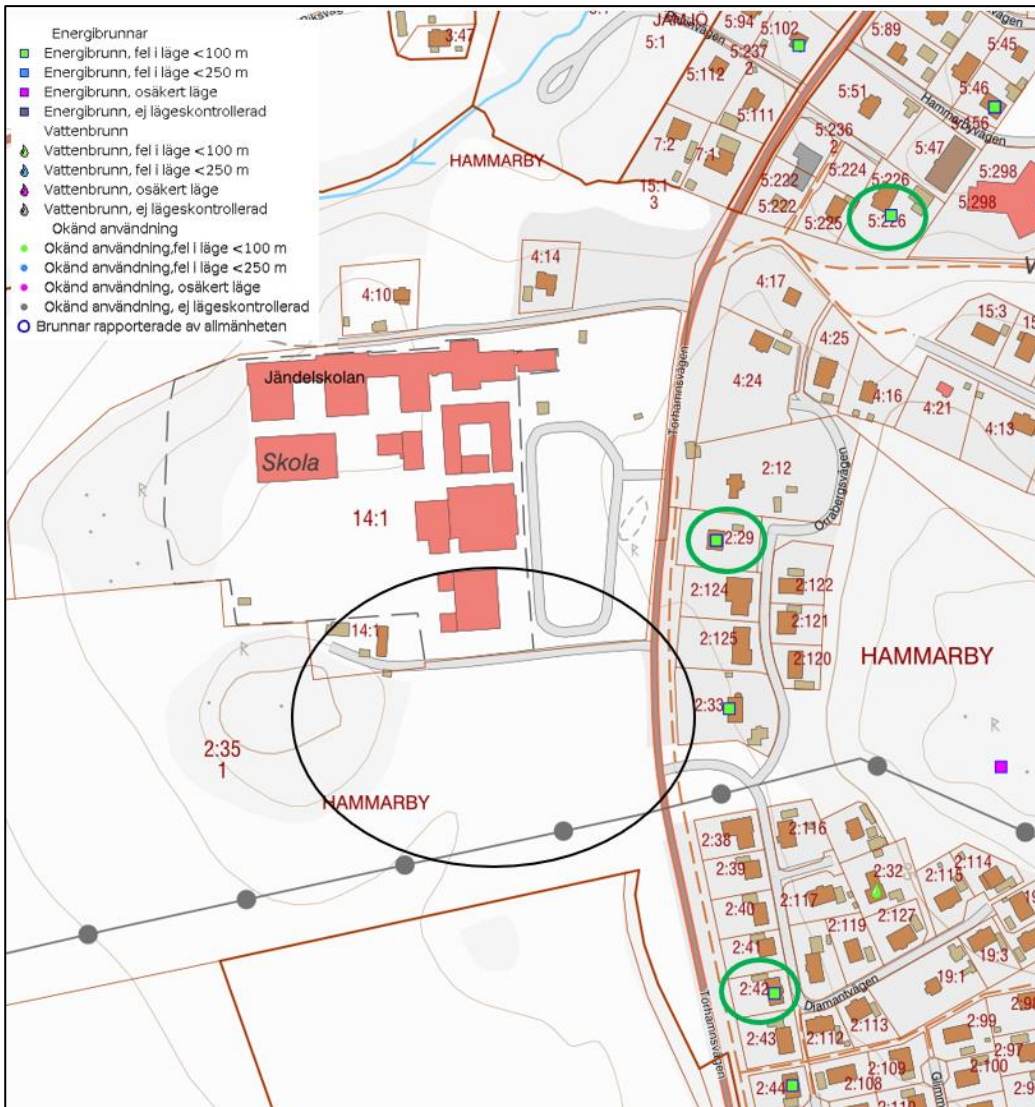 Energibrunnar
Energibrunn, fel i läge <100 m
Energibrunn, fel i läge <250 m
Energibrunn, osäkert läge
Energibrunn, ej lägeskontrollerad
Vattenbrunn
Vattenbrunn, fel i läge <100 m
Vattenbrunn, fel i läge <250 m
Vattenbrunn, osäkert läge
Vattenbrunn, ej lägeskontrollerad
Okänd användning
Okänd användning,fel i läge <100 m
Okänd användning,fel i läge <250 m
Okänd användning, osäkert läge
Okänd användning, ej lägeskontrollerad
Brunnar rapporterade av allmänheten
3:47
5:1
5:94
5:102
5:237
2
5:112
5:111
5:89
5:45
5:46
5:51
Hammarbyvägen
7:2
5:236
2
5:47
HAMMARBY
15:1
3
5:222
5:222
5:224
5:226
5:225
5:226
5:298
5:298
4:14
4:10
4:17
15:3
4:25
4:24
4:16
4:21
4:13
Jändelskolan
Skola
14:1
Torhamnsvägen
2:12
Orrabergsvägen
2:29
2:124
2:122
2:121
2:125
2:120
14:1
HAMMARBY
2:33
2:35
1
HAMMARBY
2:38
2:116
2:39
2:32
2:114
2:115
2:40
2:117
2:127
2:119
2:41
19:3
2:42
19:1
Diamantvägen
Torhamnsvägen
2:43
2:112
2:113
2:99
2:97
2:109
2:100
2:44
2:108